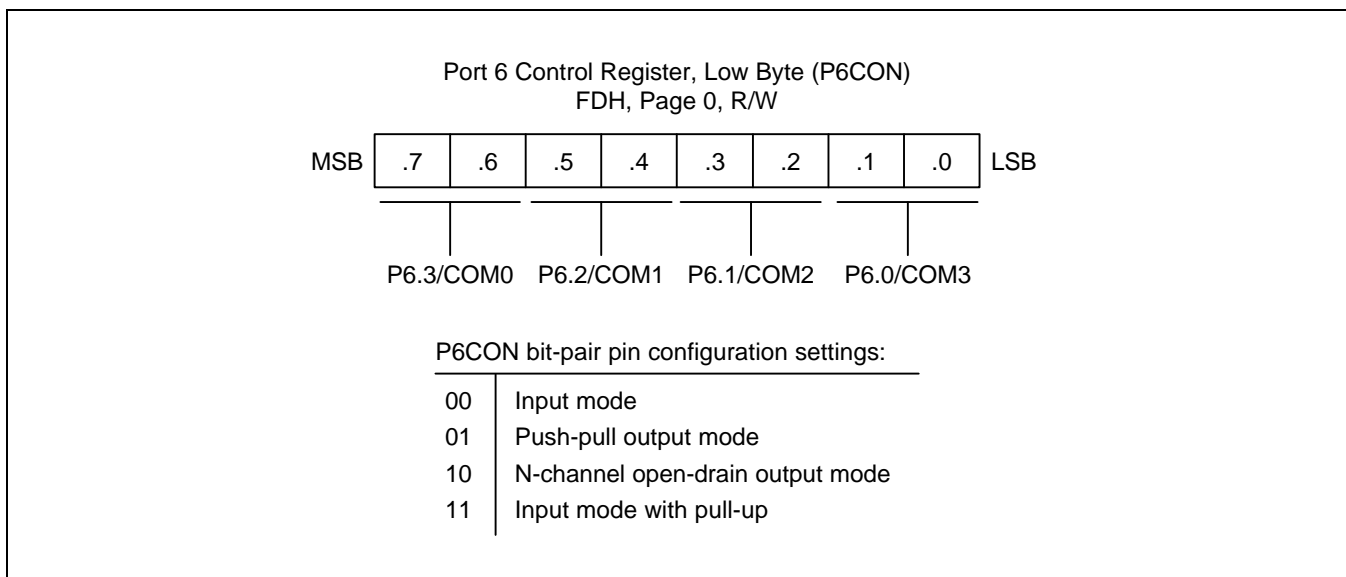 Port 6 Control Register, Low Byte (P6CON)
FDH, Page 0, R/W
MSB .7 .6 .5 .4 .3 .2 .1 .0 LSB
P6.3/COM0 P6.2/COM1 P6.1/COM2 P6.0/COM3
P6CON bit-pair pin configuration settings:
00 Input mode
01 Push-pull output mode
10 N-channel open-drain output mode
11 Input mode with pull-up